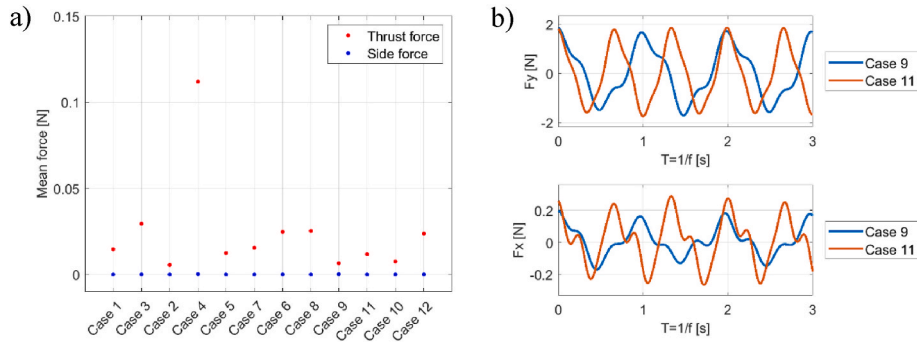 a)
0.15
0.1
0.05
0
Mean force [N]
Thrust force
Side force
Case 1
Case 3
Case 2
Case 4
Case 5
Case 7
Case 6
Case 8
Case 9
Case 11
Case 10
Case 12
b)
2
0
-2
Fy [N]
0 1 2 3
T=1/f [s]
Case 9
Case 11
0.2
0
-0.2
Fx [N]
0 1 2 3
T=1/f [s]
Case 9
Case 11